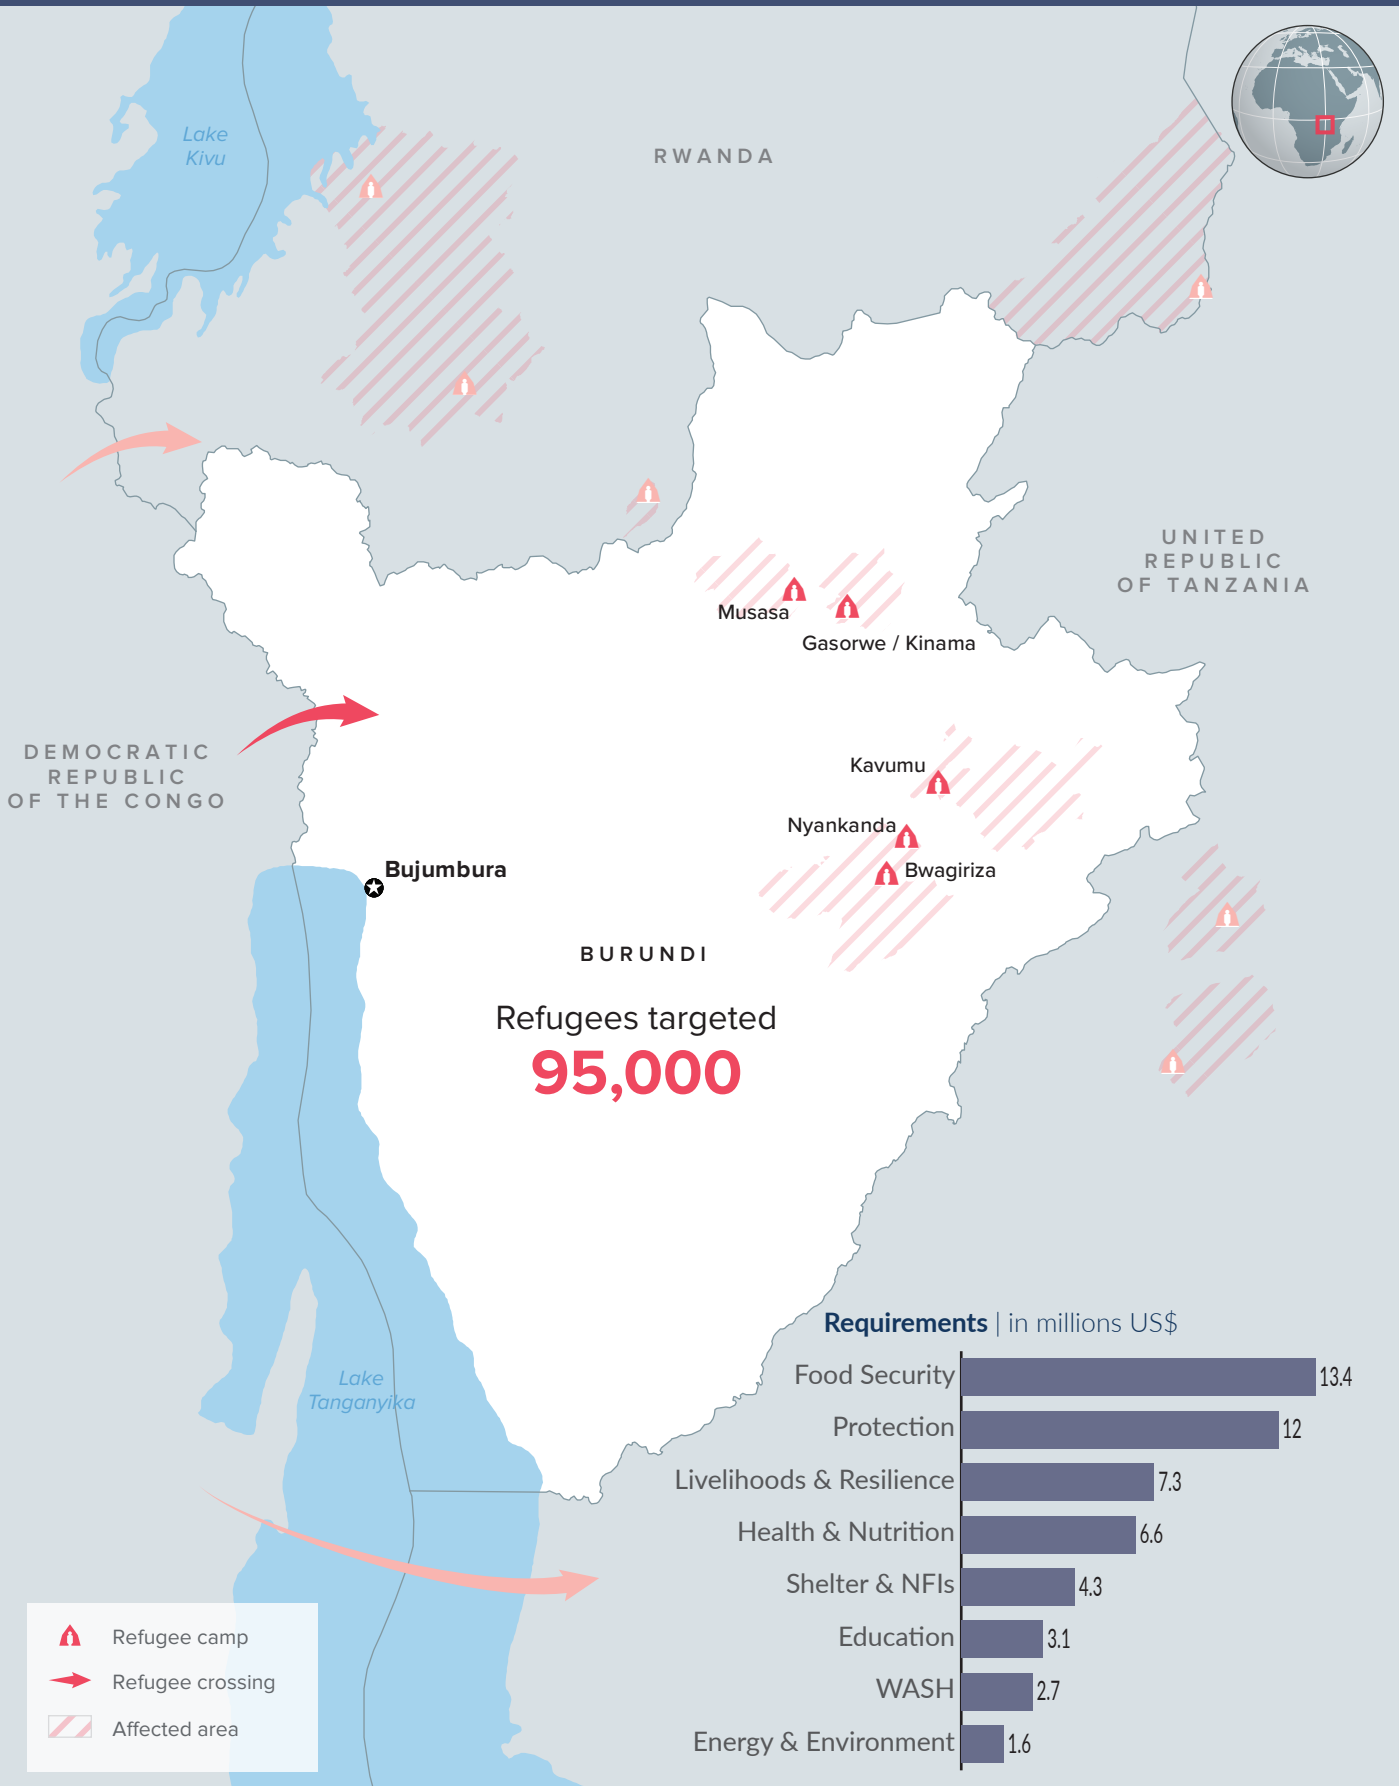 Lake
Kivu
RWANDA
UNITED
REPUBLIC
OF TANZANIA
Musasa
Gasorwe / Kinama
DEMOCRATIC
REPUBLIC
OF THE CONGO
Kavumu
Nyankanda
Bwagiriza
Bujumbura
BURUNDI
Refugees targeted
95,000
Lake
Tanganyika
Requirements | in millions US$
Food Security 13.4
Protection 12
Livelihoods & Resilience 7.3
Health & Nutrition 6.6
Shelter & NFIs 4.3
Education 3.1
WASH 2.7
Energy & Environment 1.6
Refugee camp
Refugee crossing
Affected area